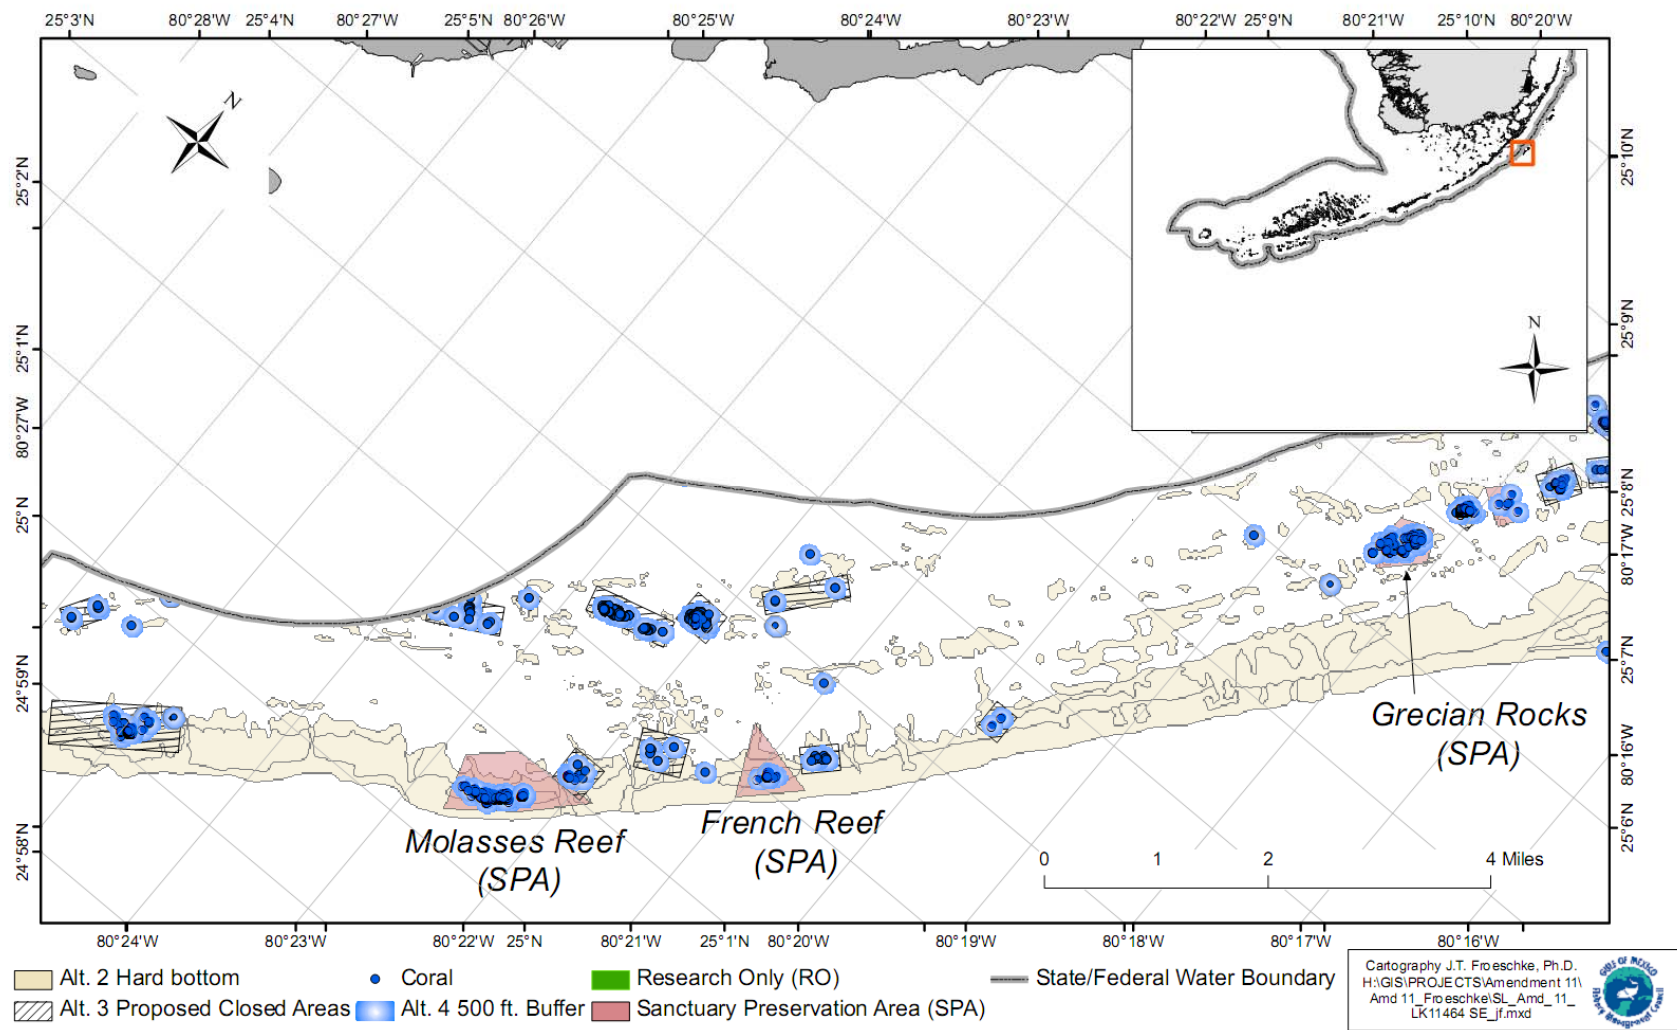 25°3'N 80°28'W 25°4'N 80°27'W 25°5'N 80°26'W 80°25'W 80°24'W 80°23'W 80°22'W 25°9'N 80°21'W 25°10'N 80°20'W
N
25°2'N
25°1'N
80°27'W
25°N
24°59'N
24°58'N
N
25°10'N
25°9'N
25°8'N
80°17'W
25°7'N
80°16'W
25°6'N
Grecian Rocks
(SPA)
Molasses Reef
(SPA)
French Reef
(SPA)
0 1 2 4 Miles
80°24'W 80°23'W 80°22'W 25°N 80°21'W 25°1'N 80°20'W 80°19'W 80°18'W 80°17'W 80°16'W
Alt. 2 Hard bottom
Coral
Research Only (RO)
State/Federal Water Boundary
Alt. 3 Proposed Closed Areas
Alt. 4 500 ft. Buffer
Sanctuary Preservation Area (SPA)
Cartography J.T. Froeschke, Ph.D.
H:\GIS\PROJECTS\Amendment 11\
Amd 11_Froeschke\SL_Amd_11_
LK11464 SE_jf.mxd
GULF OF MEXICO
Fishery Management Council